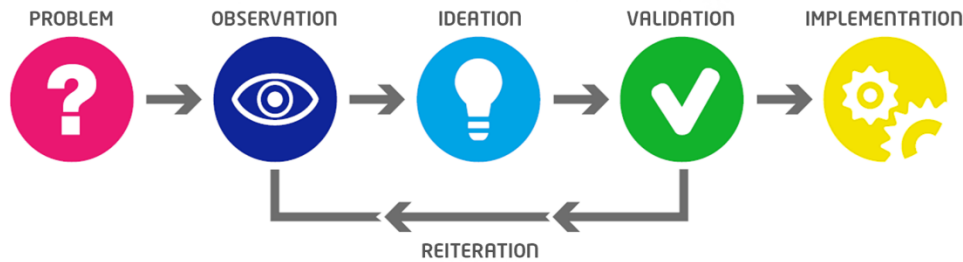 PROBLEM
OBSERVATION
IDEATION
VALIDATION
IMPLEMENTATION
REITERATION